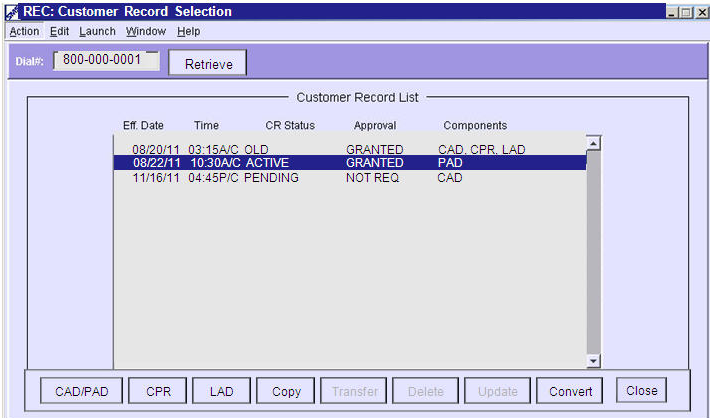 REC: Customer Record Selection
Action Edit Launch Window Help
Dial#: 800-000-0001 Retrieve
Customer Record List
Eff. Date Time CR Status Approval Components
08/20/11 03:15A/C OLD GRANTED CAD, CPR, LAD
08/22/11 10:30A/C ACTIVE GRANTED PAD
11/16/11 04:45P/C PENDING NOT REQ CAD
CAD/PAD CPR LAD Copy Transfer Delete Update Convert Close